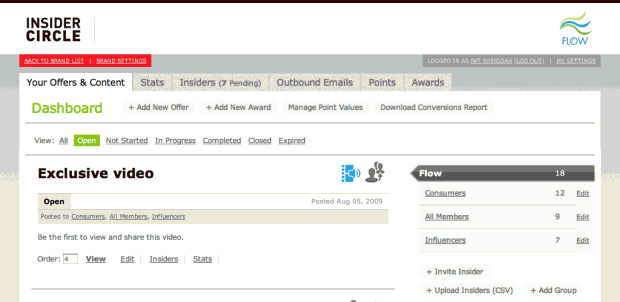 INSIDER
CIRCLE
FLOW
BACK TO BRAND LIST | BRAND SETTINGS
LOGGED IN AS PAT SHERIDAN (LOG OUT) | MY SETTINGS
Your Offers & Content Stats Insiders (7 Pending) Outbound Emails Points Awards
Dashboard + Add New Offer + Add New Award Manage Point Values Download Conversions Report
View: All Open Not Started In Progress Completed Closed Expired
Exclusive video
Open Posted Aug 05, 2009
Posted to Consumers, All Members, Influencers
Be the first to view and share this video.
Order: 4 View Edit Insiders Stats
Flow 18
Consumers 12 Edit
All Members 9 Edit
Influencers 7 Edit
+ Invite Insider
+ Upload Insiders (CSV) + Add Group